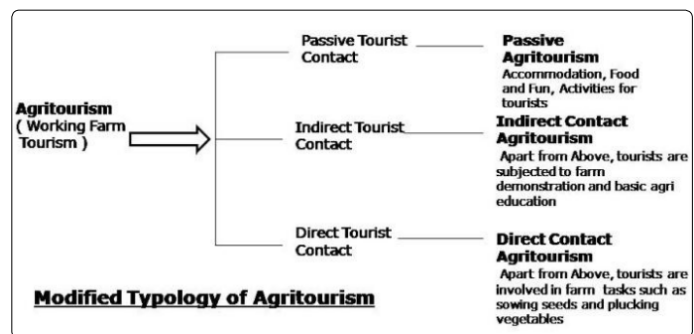 Agritourism
( Working Farm
Tourism )
Passive Tourist
Contact
Passive
Agritourism
Accommodation, Food
and Fun, Activities for
tourists
Indirect Tourist
Contact
Indirect Contact
Agritourism
Apart from Above, tourists are
subjected to farm
demonstration and basic agri
education
Direct Tourist
Contact
Direct Contact
Agritourism
Apart from Above, tourists are
involved in farm tasks such as
sowing seeds and plucking
vegetables
Modified Typology of Agritourism